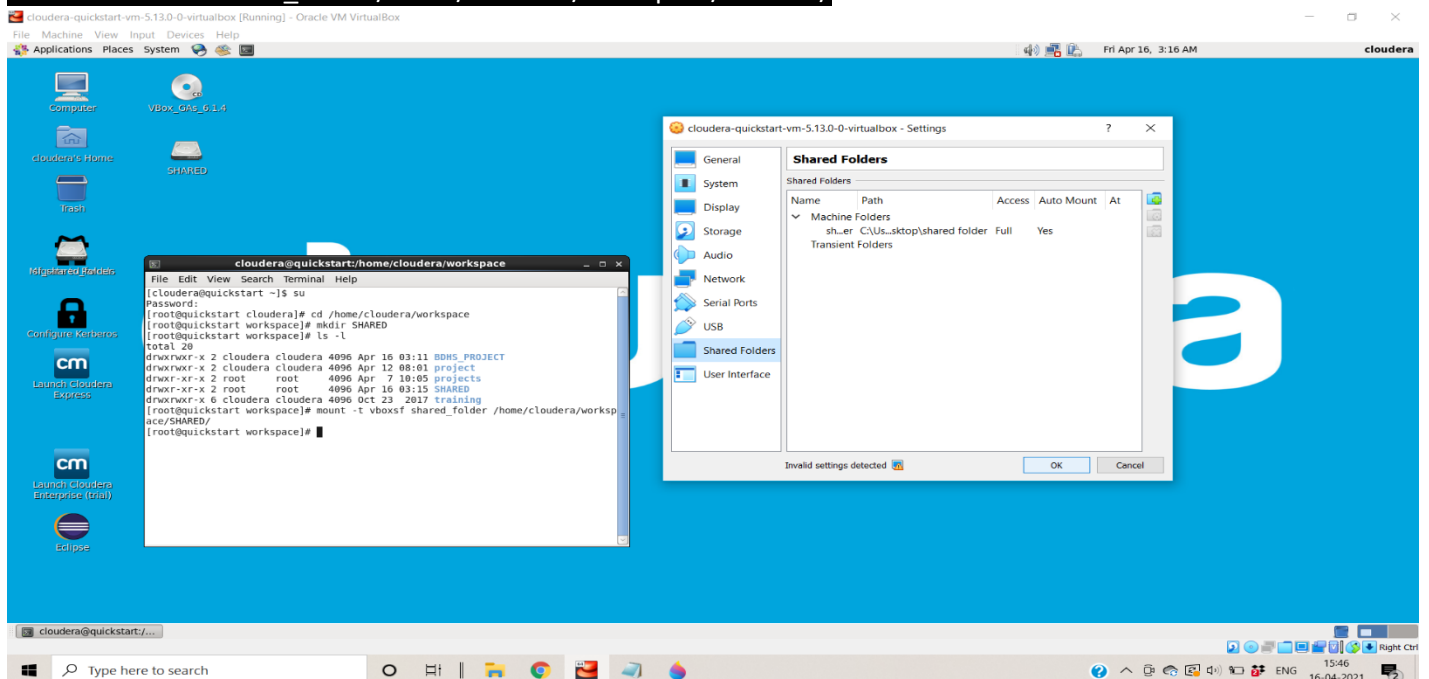 cloudera-quickstart-vm-5.13.0-0-virtualbox [Running] - Oracle VM VirtualBox
File Machine View Input Devices Help
Applications Places System
Fri Apr 16, 3:16 AM
cloudera
Computer
VBox_GAs_6.1.4
cloudera's Home
SHARED
Trash
Configure Kerberos
cm
Launch Cloudera
Express
cm
Launch Cloudera
Enterprise (trial)
Eclipse
cloudera@quickstart:/home/cloudera/workspace
File Edit View Search Terminal Help
[cloudera@quickstart ~]$ su
Password:
[root@quickstart cloudera]# cd /home/cloudera/workspace
[root@quickstart workspace]# mkdir SHARED
[root@quickstart workspace]# ls -l
total 20
drwxrwxr-x 2 cloudera cloudera 4096 Apr 16 03:11 BDHS_PROJECT
drwxrwxr-x 2 cloudera cloudera 4096 Apr 12 08:01 project
drwxr-xr-x 2 root root 4096 Apr 7 10:05 projects
drwxr-xr-x 2 root root 4096 Apr 16 03:15 SHARED
drwxrwxr-x 6 cloudera cloudera 4096 Oct 23 2017 training
[root@quickstart workspace]# mount -t vboxsf shared_folder /home/cloudera/worksp
ace/SHARED/
[root@quickstart workspace]#
cloudera-quickstart-vm-5.13.0-0-virtualbox - Settings
?
General
System
Display
Storage
Audio
Network
Serial Ports
USB
Shared Folders
User Interface
Shared Folders
Shared Folders
Name Path Access Auto Mount At
Machine Folders
sh...er C:\Us...sktop\shared folder Full Yes
Transient Folders
Invalid settings detected
OK Cancel
cloudera@quickstart:/...
Right Ctrl
Type here to search
ENG
15:46
16-04-2021